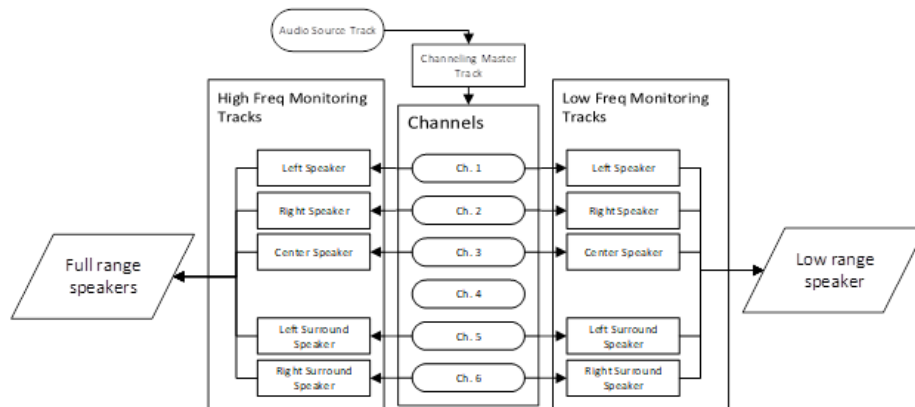 Audio Source Track
Channeling Master
Track
High Freq Monitoring
Tracks
Channels
Low Freq Monitoring
Tracks
Left Speaker
Ch. 1
Left Speaker
Right Speaker
Ch. 2
Right Speaker
Center Speaker
Ch. 3
Center Speaker
Full range
speakers
Low range
speaker
Ch. 4
Left Surround
Speaker
Ch. 5
Left Surround
Speaker
Right Surround
Speaker
Ch. 6
Right Surround
Speaker